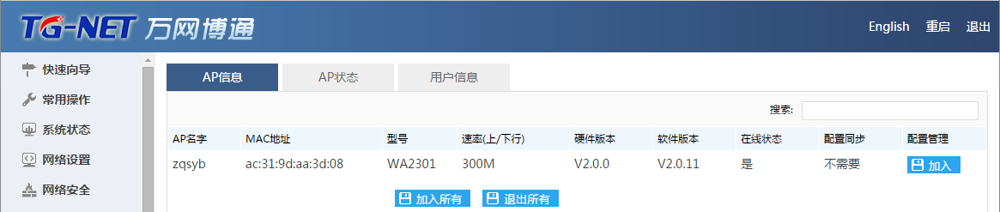 TG-NET 万网博通
English 重启 退出
快速向导
常用操作
系统状态
网络设置
网络安全
AP信息 AP状态 用户信息
搜索:
AP名字 MAC地址 型号 速率(上/下行) 硬件版本 软件版本 在线状态 配置同步 配置管理
zqsyb ac:31:9d:aa:3d:08 WA2301 300M V2.0.0 V2.0.11 是 不需要 加入
加入所有 退出所有